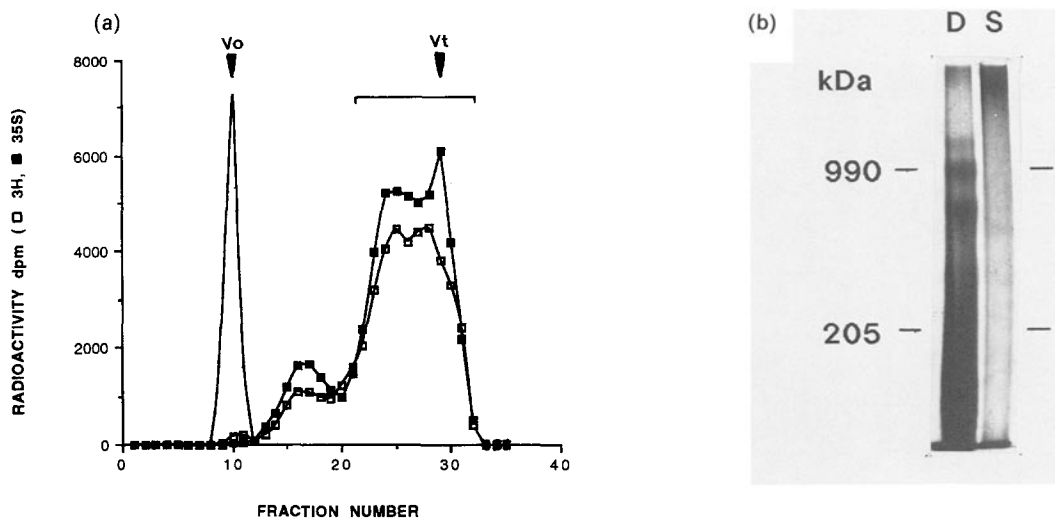 (a)
Vo
Vt
8000
6000
4000
2000
0
RADIOACTIVITY dpm ( □ 3H, ■ 35S)
0
10
20
30
40
FRACTION NUMBER
(b)
D S
kDa
990
205